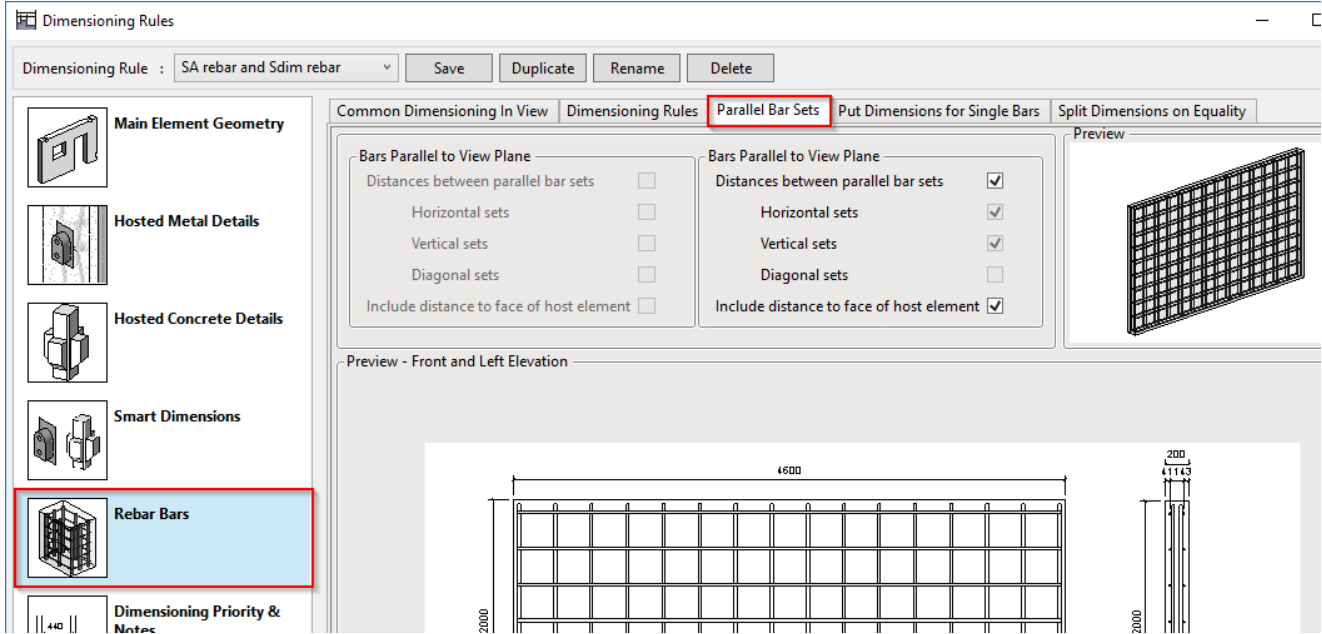 Dimensioning Rules
Dimensioning Rule : SA rebar and Sdim rebar Save Duplicate Rename Delete
Main Element Geometry
Hosted Metal Details
Hosted Concrete Details
Smart Dimensions
Rebar Bars
440
Dimensioning Priority &
Notes
Common Dimensioning In View Dimensioning Rules Parallel Bar Sets Put Dimensions for Single Bars Split Dimensions on Equality
Bars Parallel to View Plane
Distances between parallel bar sets
Horizontal sets
Vertical sets
Diagonal sets
Include distance to face of host element
Bars Parallel to View Plane
Distances between parallel bar sets
Horizontal sets
Vertical sets
Diagonal sets
Include distance to face of host element
Preview
Preview - Front and Left Elevation
4600
2000
200
41143
2000